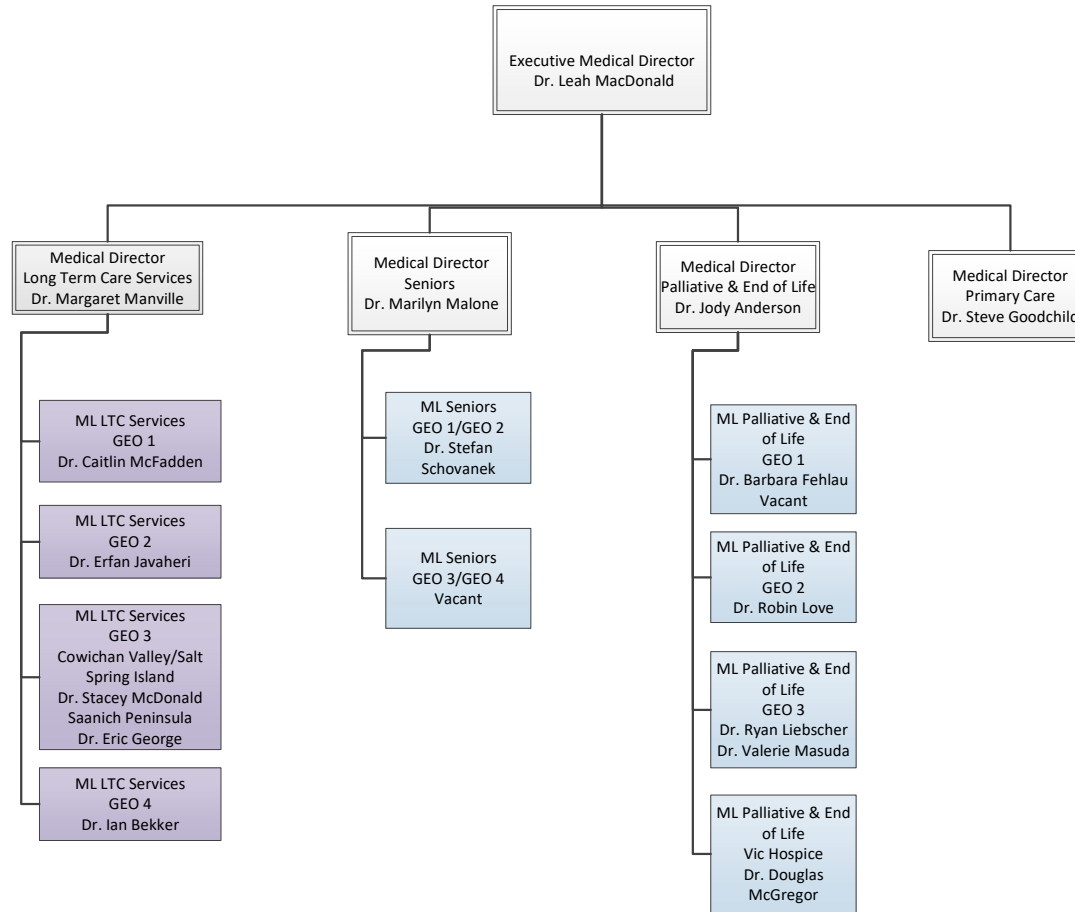 Executive Medical Director
Dr. Leah MacDonald
Medical Director
Long Term Care Services
Dr. Margaret Manville
Medical Director
Seniors
Dr. Marilyn Malone
Medical Director
Palliative & End of Life
Dr. Jody Anderson
Medical Director
Primary Care
Dr. Steve Goodchild
ML LTC Services
GEO 1
Dr. Caitlin McFadden
ML LTC Services
GEO 2
Dr. Erfan Javaheri
ML LTC Services
GEO 3
Cowichan Valley/Salt
Spring Island
Dr. Stacey McDonald
Saanich Peninsula
Dr. Eric George
ML LTC Services
GEO 4
Dr. Ian Bekker
ML Seniors
GEO 1/GEO 2
Dr. Stefan
Schovanek
ML Seniors
GEO 3/GEO 4
Vacant
ML Palliative & End
of Life
GEO 1
Dr. Barbara Fehlau
Vacant
ML Palliative & End
of Life
GEO 2
Dr. Robin Love
ML Palliative & End
of Life
GEO 3
Dr. Ryan Liebscher
Dr. Valerie Masuda
ML Palliative & End
of Life
Vic Hospice
Dr. Douglas
McGregor